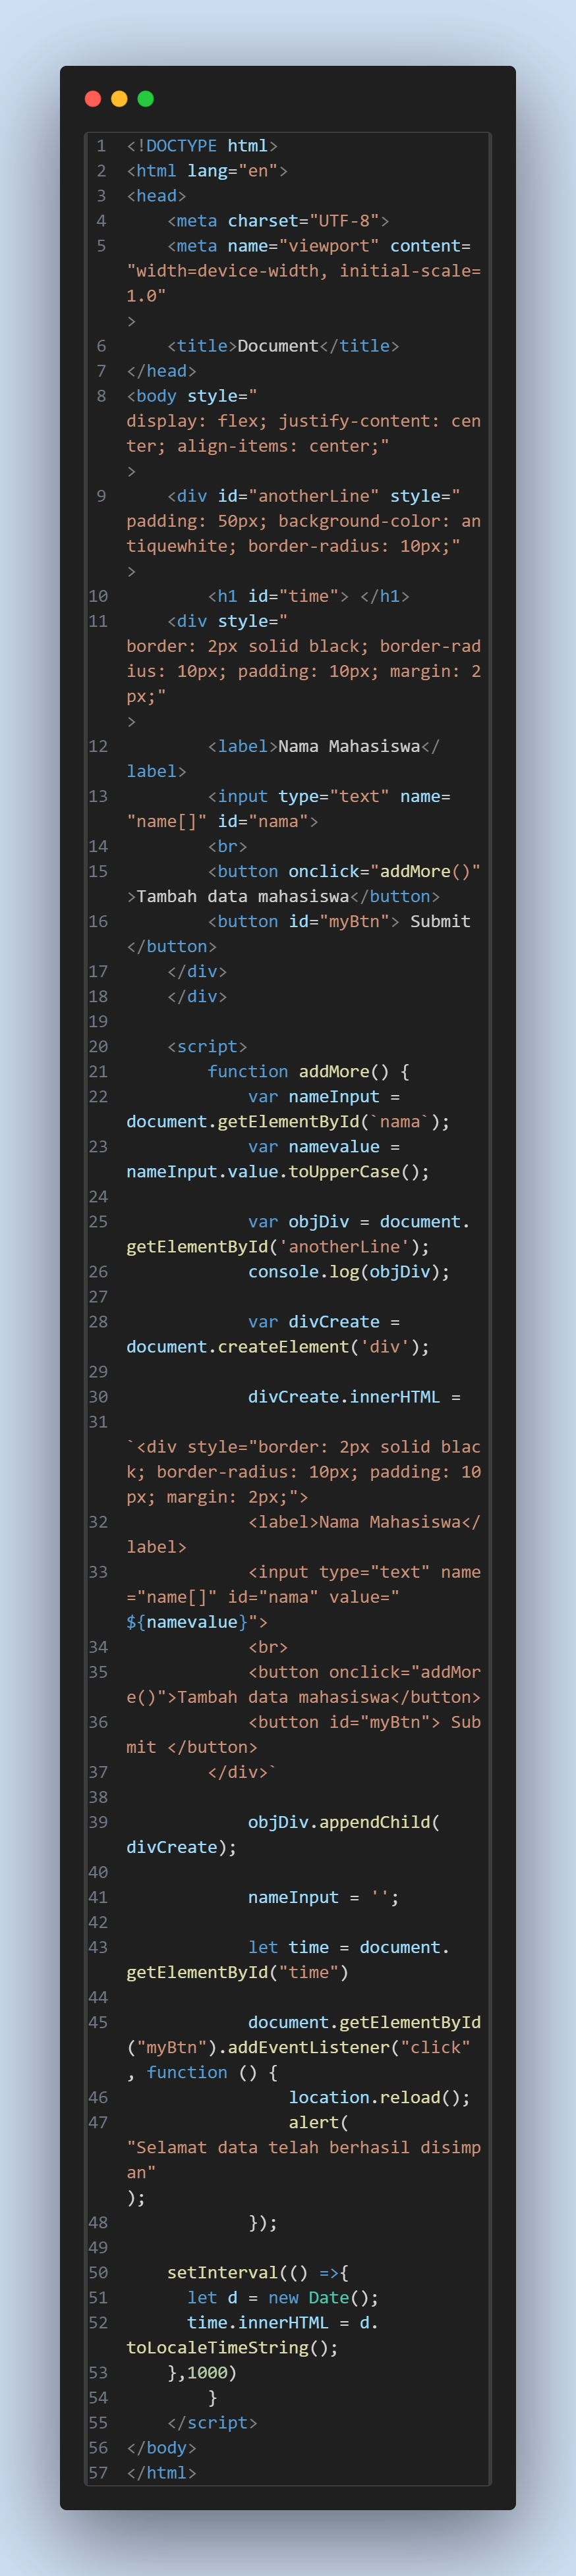 1 <!DOCTYPE html>
2 <html lang="en">
3 <head>
4     <meta charset="UTF-8">
5     <meta name="viewport" content=
"width=device-width, initial-scale=
1.0"
>
6     <title>Document</title>
7 </head>
8 <body style="
display: flex; justify-content: cen
ter; align-items: center;"
>
9     <div id="anotherLine" style="
padding: 50px; background-color: an
tiquewhite; border-radius: 10px;"
>
10         <h1 id="time"> </h1>
11     <div style="
border: 2px solid black; border-rad
ius: 10px; padding: 10px; margin: 2
px;"
>
12         <label>Nama Mahasiswa</
label>
13         <input type="text" name=
"name[]" id="nama">
14         <br>
15         <button onclick="addMore()"
>Tambah data mahasiswa</button>
16         <button id="myBtn"> Submit
</button>
17     </div>
18     </div>
19
20     <script>
21         function addMore() {
22             var nameInput =
document.getElementById(`nama`);
23             var namevalue =
nameInput.value.toUpperCase();
24
25             var objDiv = document.
getElementById('anotherLine');
26             console.log(objDiv);
27
28             var divCreate =
document.createElement('div');
29
30             divCreate.innerHTML =
31
`<div style="border: 2px solid blac
k; border-radius: 10px; padding: 10
px; margin: 2px;">
32             <label>Nama Mahasiswa</
label>
33             <input type="text" name
="name[]" id="nama" value="
${namevalue}">
34             <br>
35             <button onclick="addMor
e()">Tambah data mahasiswa</button>
36             <button id="myBtn"> Sub
mit </button>
37         </div>`
38
39             objDiv.appendChild(
divCreate);
40
41             nameInput = '';
42
43             let time = document.
getElementById("time")
44
45             document.getElementById
("myBtn").addEventListener("click"
, function () {
46                 location.reload();
47                 alert(
"Selamat data telah berhasil disimp
an"
);
48             });
49
50     setInterval(() =>{
51       let d = new Date();
52       time.innerHTML = d.
toLocaleTimeString();
53     },1000)
54         }
55     </script>
56 </body>
57 </html>